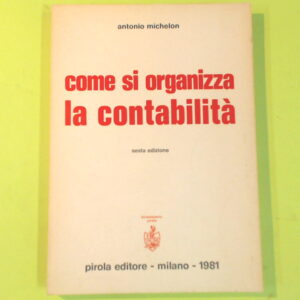 antonio michelon
come si organizza
la contabilità
sesta edizione
pirola editore - milano - 1981